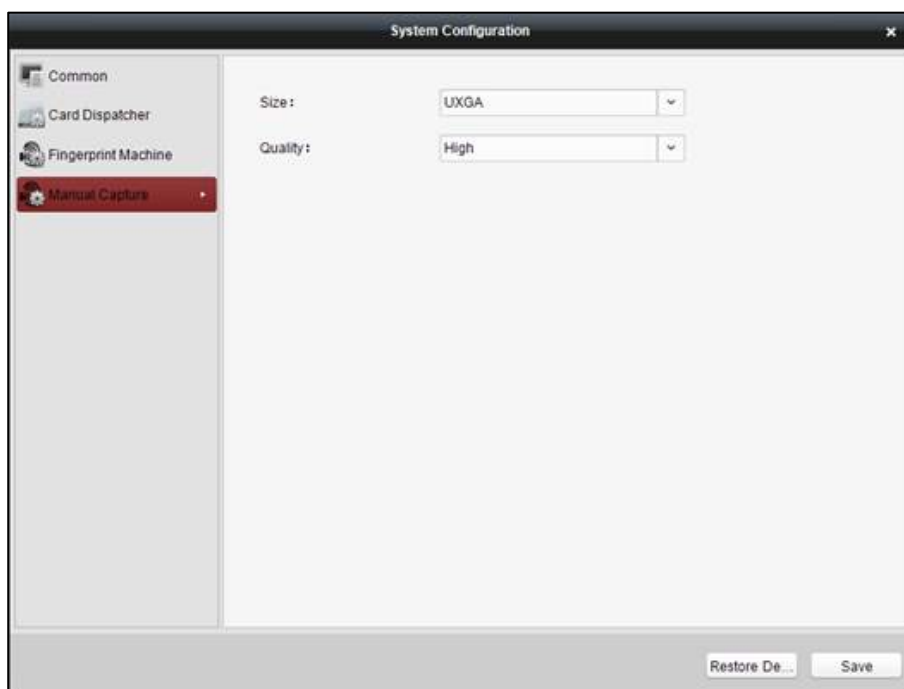 System Configuration
Common
Card Dispatcher
Fingerprint Machine
Manual Capture
Size:
UXGA
Quality:
High
Restore De...
Save